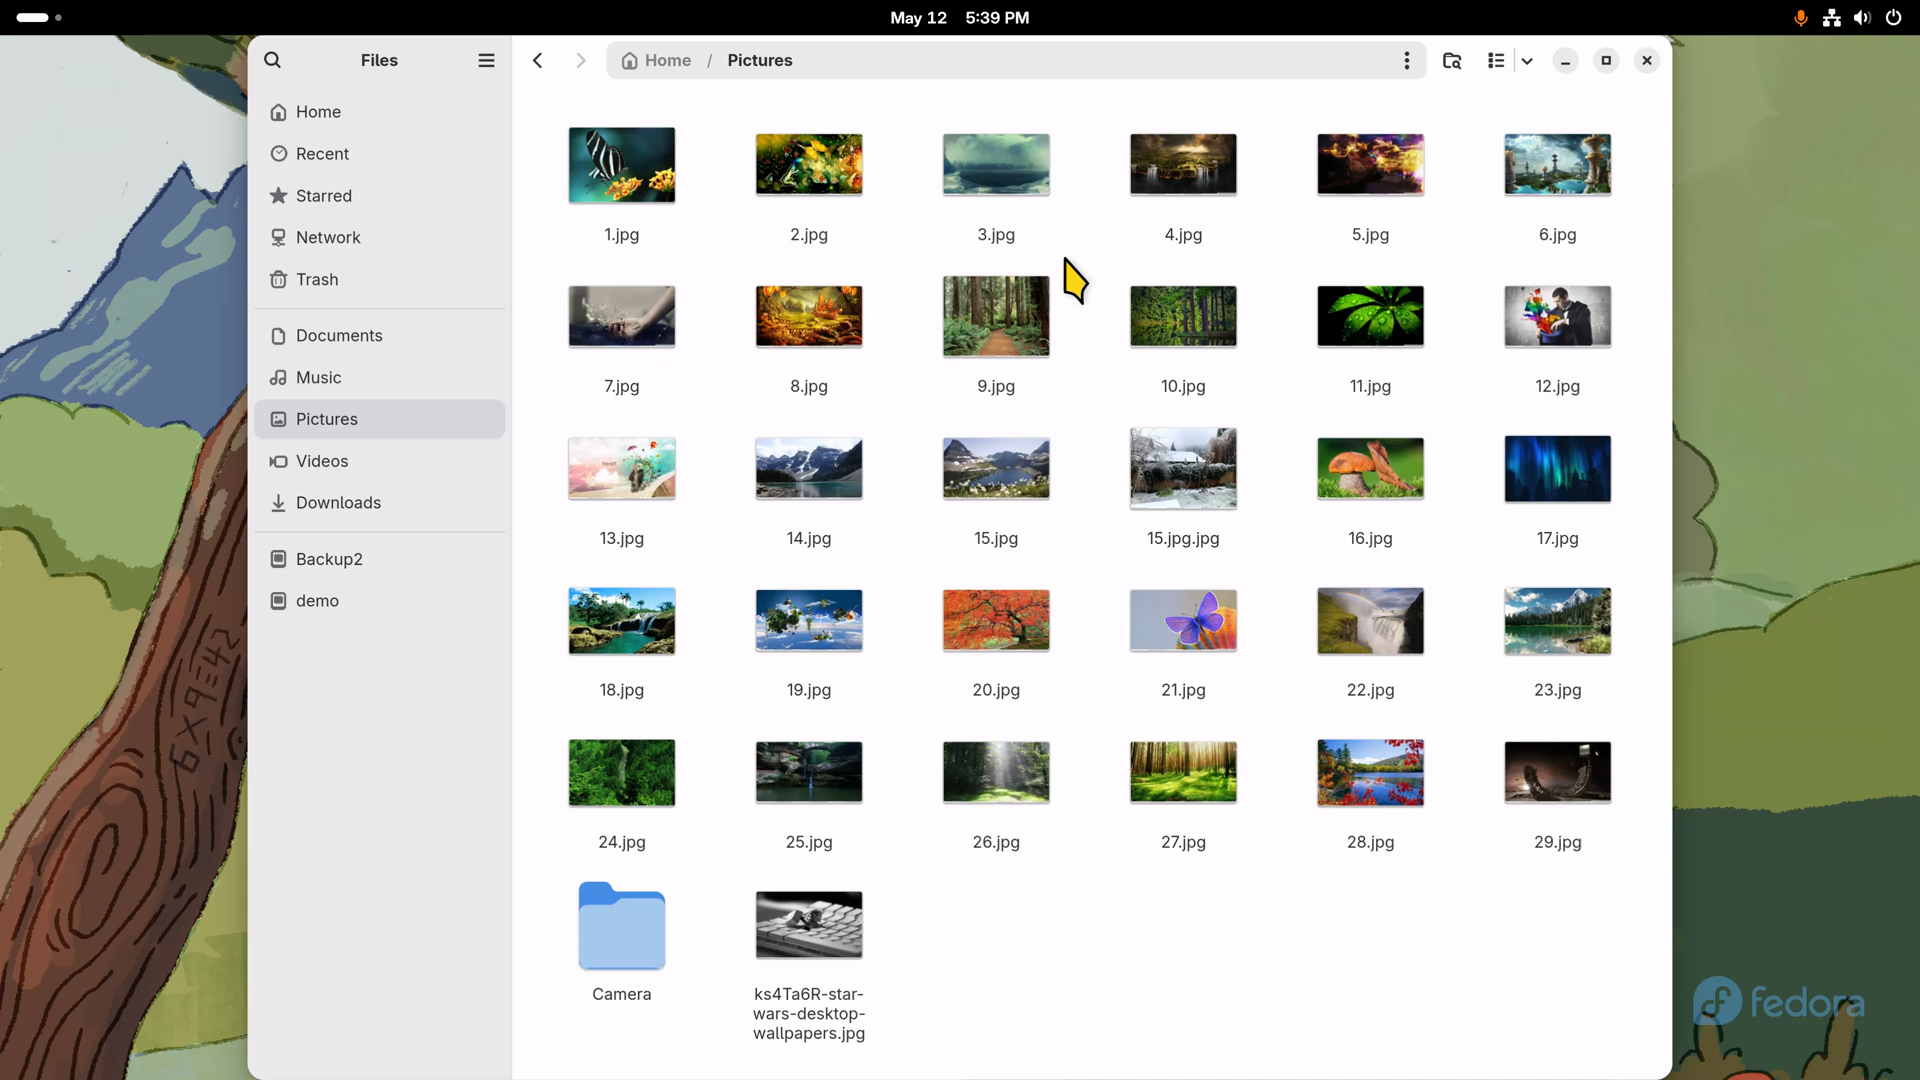 May 12 5:39 PM
Files
Home / Pictures
Home
Recent
Starred
Network
Trash
Documents
Music
Pictures
Videos
Downloads
Backup2
demo
1.jpg
2.jpg
3.jpg
4.jpg
5.jpg
6.jpg
7.jpg
8.jpg
9.jpg
10.jpg
11.jpg
12.jpg
13.jpg
14.jpg
15.jpg
15.jpg.jpg
16.jpg
17.jpg
18.jpg
19.jpg
20.jpg
21.jpg
22.jpg
23.jpg
24.jpg
25.jpg
26.jpg
27.jpg
28.jpg
29.jpg
Camera
ks4Ta6R-star-
wars-desktop-
wallpapers.jpg
6x9=42
fedora